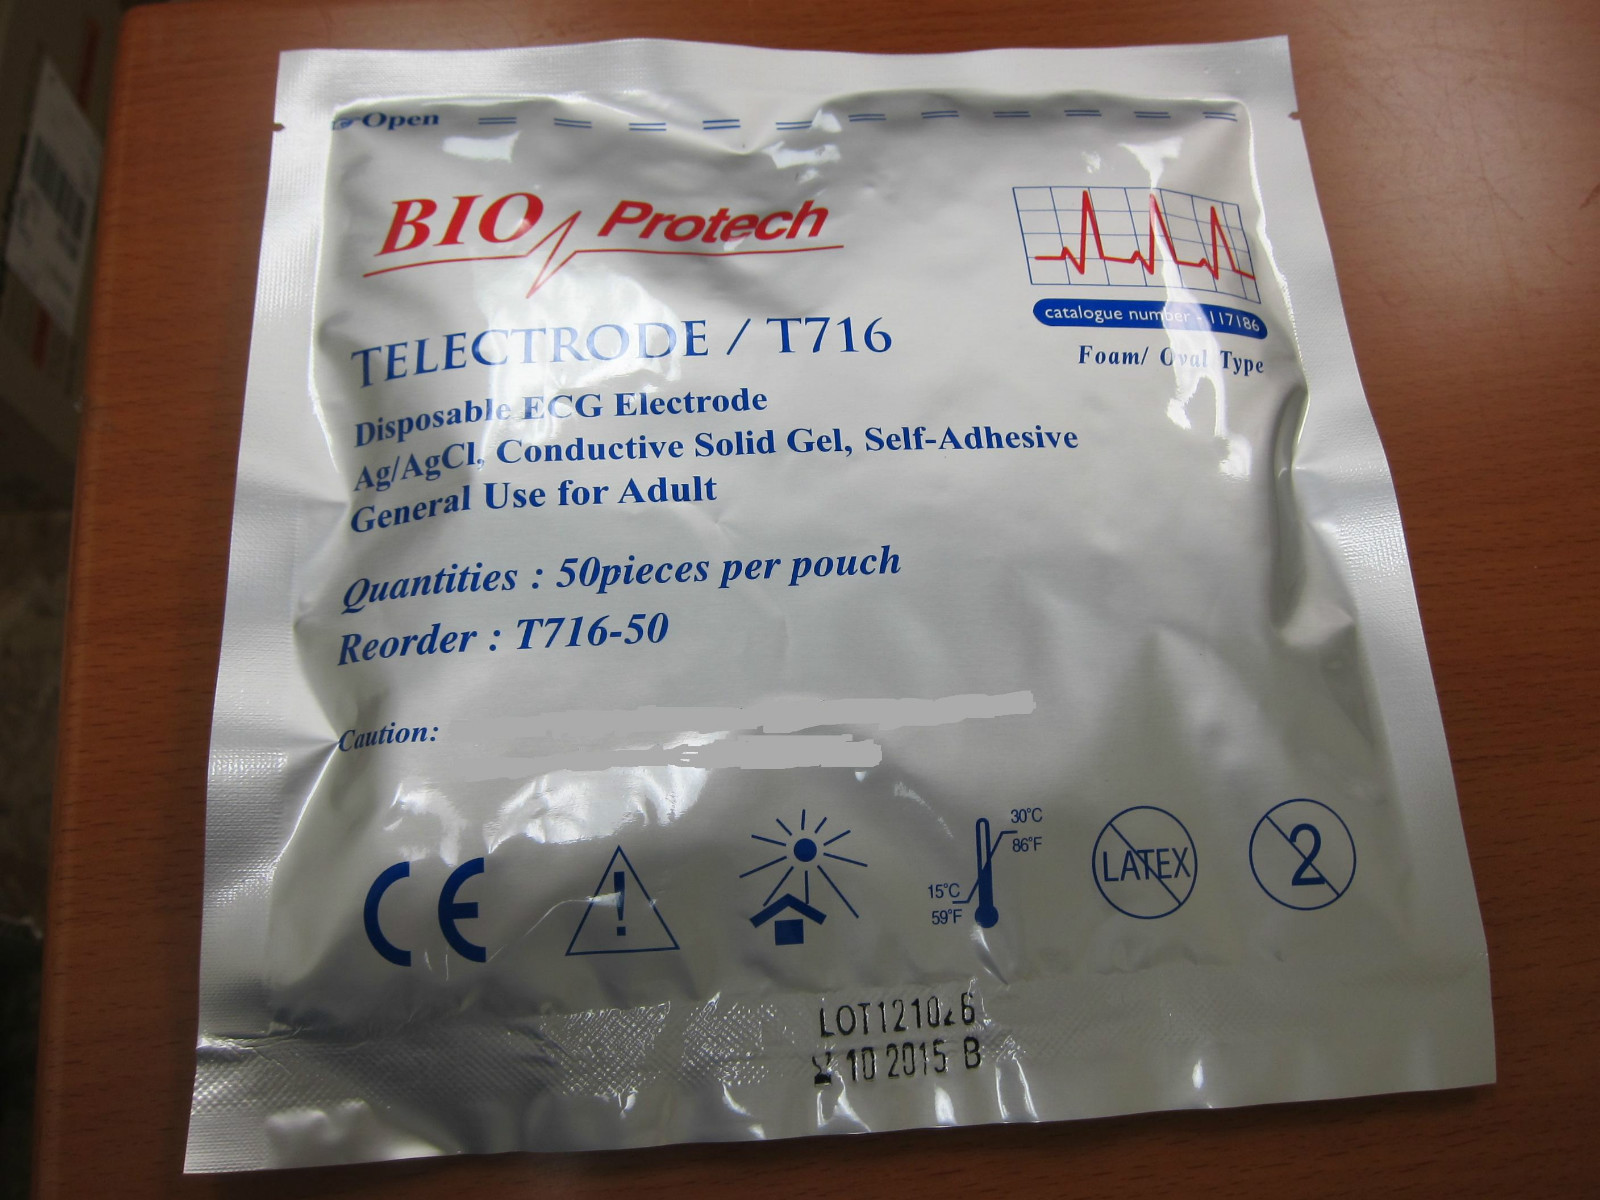 Open
BIO Protech
TELECTRODE / T716
catalogue number - 117186
Foam/ Oval Type
Disposable ECG Electrode
Ag/AgCl, Conductive Solid Gel, Self-Adhesive
General Use for Adult
Quantities : 50pieces per pouch
Reorder : T716-50
Caution:
30°C
86°F
15°C
59°F
CE
!
LATEX
2
LOT121026
10 2015 B